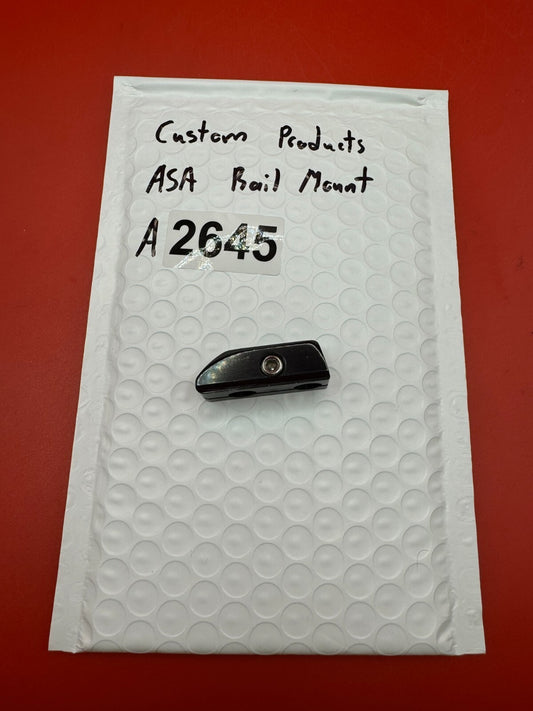 Custom Products
ASA Rail Mount
A 2645